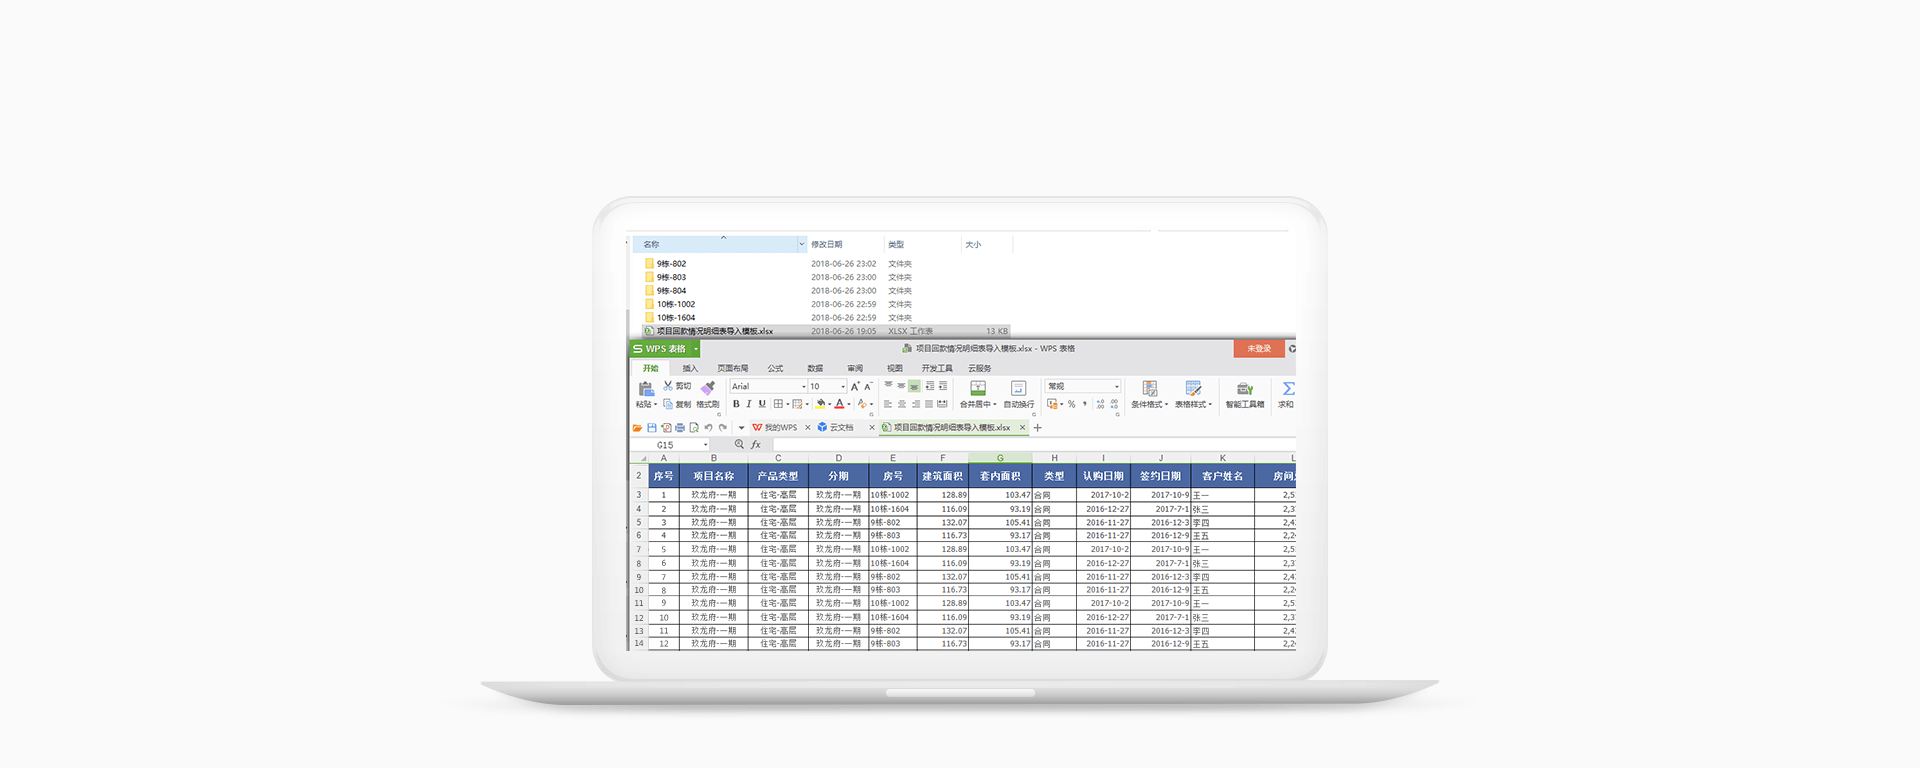 名称 修改日期 类型 大小
9栋-802 2018-06-26 23:02 文件夹
9栋-803 2018-06-26 23:00 文件夹
9栋-804 2018-06-26 23:00 文件夹
10栋-1002 2018-06-26 22:59 文件夹
10栋-1604 2018-06-26 22:59 文件夹
项目回款情况明细表导入模板.xlsx 2018-06-26 19:05 XLSX 工作表 13 KB
WPS 表格 项目回款情况明细表导入模板.xlsx - WPS 表格 未登录
开始 插入 页面布局 公式 数据 审阅 视图 开发工具 云服务
剪切 Arial 10 A+ A- 常规
粘贴 复制 格式刷 B I U 合并居中 自动换行 % 条件格式 表格样式 智能工具箱 求和
我的WPS 云文档 项目回款情况明细表导入模板.xlsx
G15 fx
A B C D E F G H I J K L
2 序号 项目名称 产品类型 分期 房号 建筑面积 套内面积 类型 认购日期 签约日期 客户姓名 房间
3 1 玖龙府-一期 住宅-高层 玖龙府-一期 10栋-1002 128.89 103.47 合同 2017-10-2 2017-10-9 王一 2,5
4 2 玖龙府-一期 住宅-高层 玖龙府-一期 10栋-1604 116.09 93.19 合同 2016-12-27 2017-7-1 张三 2,3
5 3 玖龙府-一期 住宅-高层 玖龙府-一期 9栋-802 132.07 105.41 合同 2016-11-27 2016-12-3 李四 2,4
6 4 玖龙府-一期 住宅-高层 玖龙府-一期 9栋-803 116.73 93.17 合同 2016-11-27 2016-12-9 王五 2,2
7 5 玖龙府-一期 住宅-高层 玖龙府-一期 10栋-1002 128.89 103.47 合同 2017-10-2 2017-10-9 王一 2,5
8 6 玖龙府-一期 住宅-高层 玖龙府-一期 10栋-1604 116.09 93.19 合同 2016-12-27 2017-7-1 张三 2,3
9 7 玖龙府-一期 住宅-高层 玖龙府-一期 9栋-802 132.07 105.41 合同 2016-11-27 2016-12-3 李四 2,4
10 8 玖龙府-一期 住宅-高层 玖龙府-一期 9栋-803 116.73 93.17 合同 2016-11-27 2016-12-9 王五 2,2
11 9 玖龙府-一期 住宅-高层 玖龙府-一期 10栋-1002 128.89 103.47 合同 2017-10-2 2017-10-9 王一 2,5
12 10 玖龙府-一期 住宅-高层 玖龙府-一期 10栋-1604 116.09 93.19 合同 2016-12-27 2017-7-1 张三 2,3
13 11 玖龙府-一期 住宅-高层 玖龙府-一期 9栋-802 132.07 105.41 合同 2016-11-27 2016-12-3 李四 2,4
14 12 玖龙府-一期 住宅-高层 玖龙府-一期 9栋-803 116.73 93.17 合同 2016-11-27 2016-12-9 王五 2,2